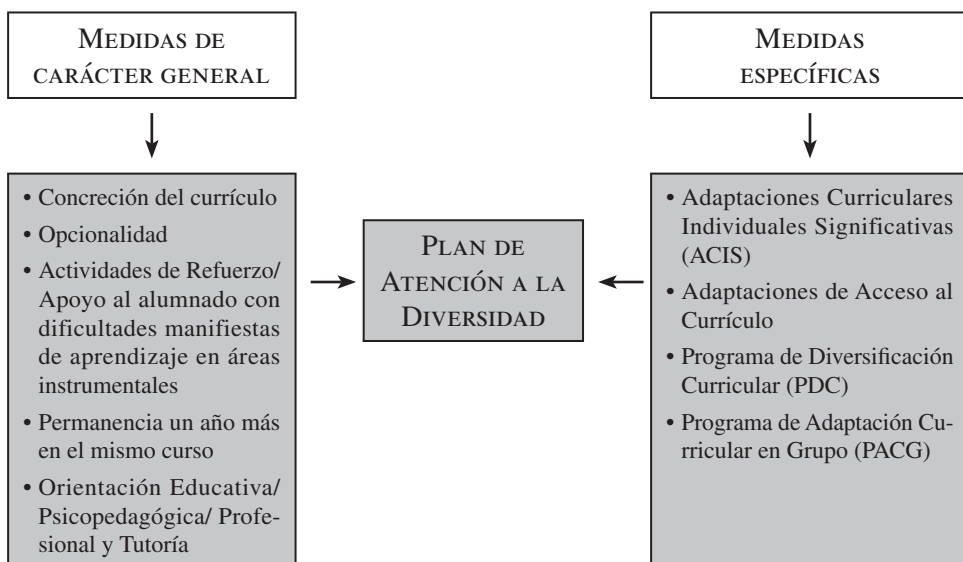 MEDIDAS DE
CARÁCTER GENERAL
• Concreción del currículo
• Opcionalidad
• Actividades de Refuerzo/
Apoyo al alumnado con
dificultades manifiestas
de aprendizaje en áreas
instrumentales
• Permanencia un año más
en el mismo curso
• Orientación Educativa/
Psicopedagógica/ Profe-
sional y Tutoría
PLAN DE
ATENCIÓN A LA
DIVERSIDAD
MEDIDAS
ESPECÍFICAS
• Adaptaciones Curriculares
Individuales Significativas
(ACIS)
• Adaptaciones de Acceso al
Currículo
• Programa de Diversificación
Curricular (PDC)
• Programa de Adaptación Cu-
rricular en Grupo (PACG)